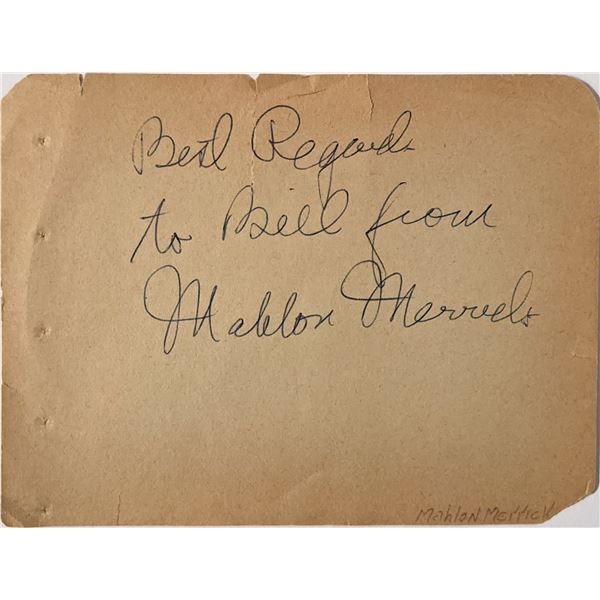 Best Regards
to Bill from
Mahlon Merrick
Mahlon Merrick